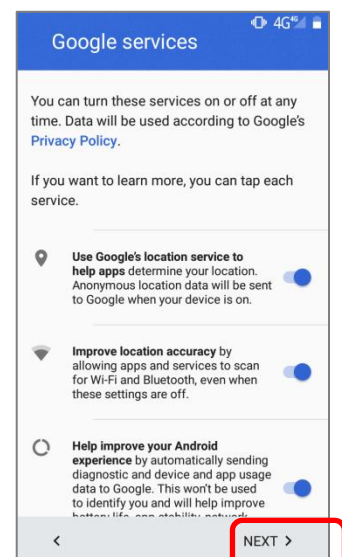 4G
Google services
You can turn these services on or off at any
time. Data will be used according to Google's
Privacy Policy.
If you want to learn more, you can tap each
service.
Use Google's location service to
help apps determine your location.
Anonymous location data will be sent
to Google when your device is on.
Improve location accuracy by
allowing apps and services to scan
for Wi-Fi and Bluetooth, even when
these settings are off.
Help improve your Android
experience by automatically sending
diagnostic and device and app usage
data to Google. This won't be used
to identify you and will help improve
battery life, app stability, network
NEXT